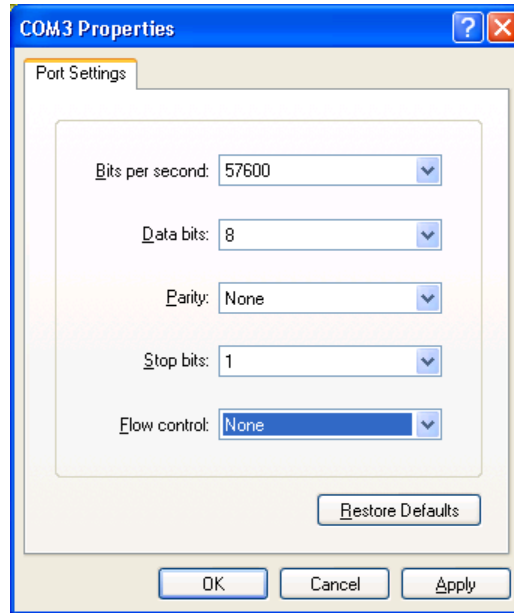 COM3 Properties
Port Settings
Bits per second: 57600
Data bits: 8
Parity: None
Stop bits: 1
Flow control: None
Restore Defaults
OK Cancel Apply